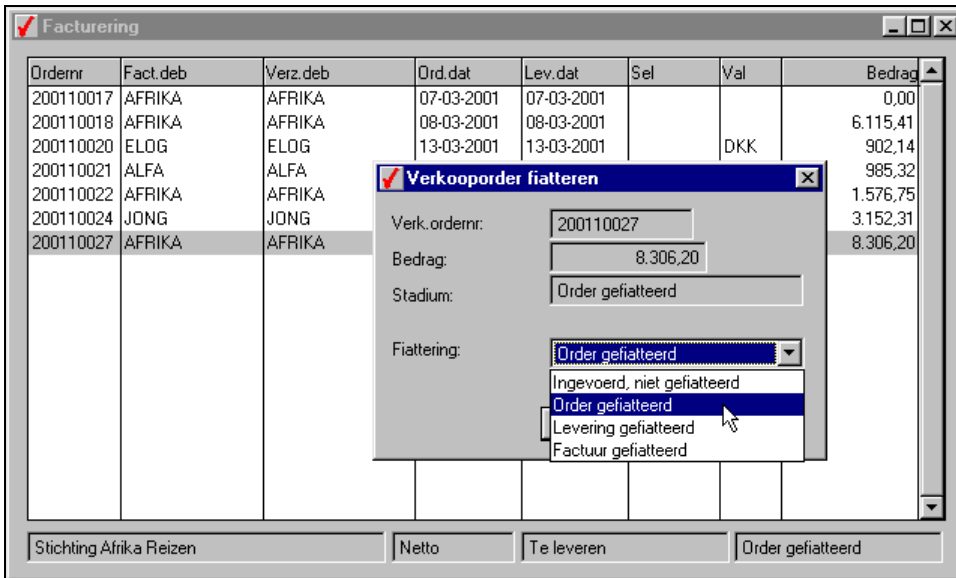 Facturering
Ordernr Fact.deb Verz.deb Ord.dat Lev.dat Sel Val Bedrag
200110017 AFRIKA AFRIKA 07-03-2001 07-03-2001 0,00
200110018 AFRIKA AFRIKA 08-03-2001 08-03-2001 6.115,41
200110020 ELOG ELOG 13-03-2001 13-03-2001 DKK 902,14
200110021 ALFA ALFA 985,32
200110022 AFRIKA AFRIKA 1.576,75
200110024 JONG JONG 3.152,31
200110027 AFRIKA AFRIKA 8.306,20
Verkooporder fiatteren
Verk.ordernr: 200110027
Bedrag: 8.306,20
Stadium: Order gefiatteerd
Fiattering: Order gefiatteerd
Ingevoerd, niet gefiatteerd
Order gefiatteerd
Levering gefiatteerd
Factuur gefiatteerd
Stichting Afrika Reizen Netto Te leveren Order gefiatteerd